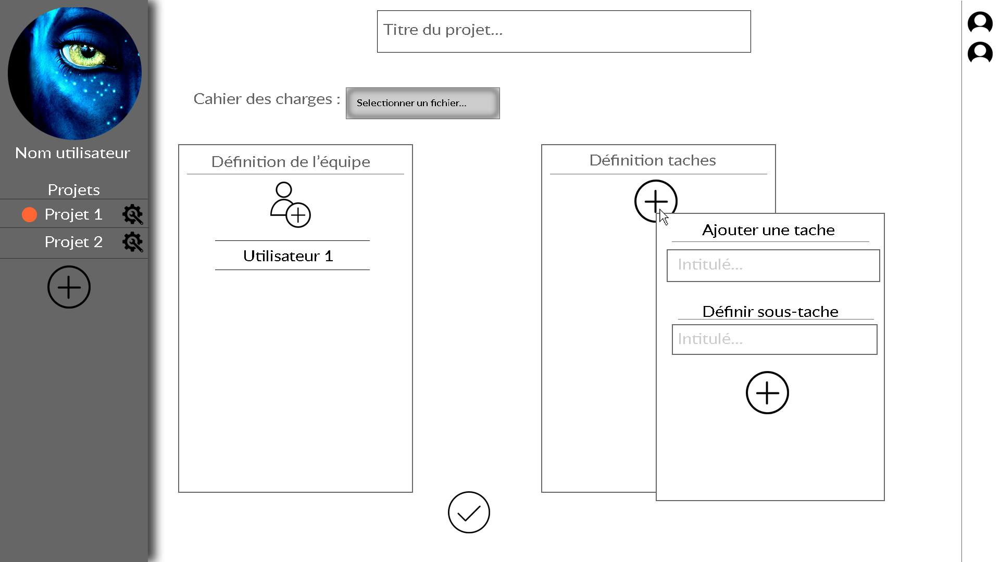 Titre du projet...
Cahier des charges :
Selectionner un fichier...
Nom utilisateur
Projets
Projet 1
Projet 2
Définition de l'équipe
Utilisateur 1
Définition taches
Ajouter une tache
Intitulé...
Définir sous-tache
Intitulé...